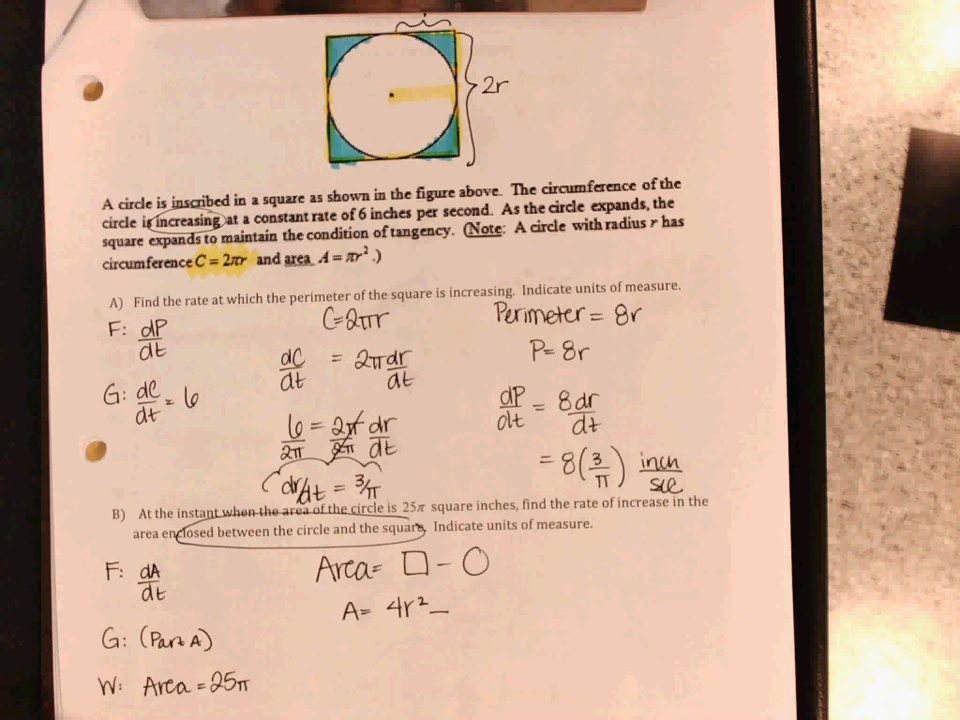 2r
A circle is inscribed in a square as shown in the figure above. The circumference of the
circle is increasing at a constant rate of 6 inches per second. As the circle expands, the
square expands to maintain the condition of tangency. (Note: A circle with radius r has
circumference C = 2πr and area A = πr².)
A) Find the rate at which the perimeter of the square is increasing. Indicate units of measure.
F: dP/dt
C=2πr
Perimeter = 8r
dC/dt = 2π dr/dt
P= 8r
G: dC/dt = 6
dP/dt = 8 dr/dt
6/2π = 2π/2π dr/dt
= 8(3/π) inch/sec
dr/dt = 3/π
B) At the instant when the area of the circle is 25π square inches, find the rate of increase in the
area enclosed between the circle and the square. Indicate units of measure.
F: dA/dt
Area= □ - ○
A= 4r² –
G: (Part A)
W: Area = 25π